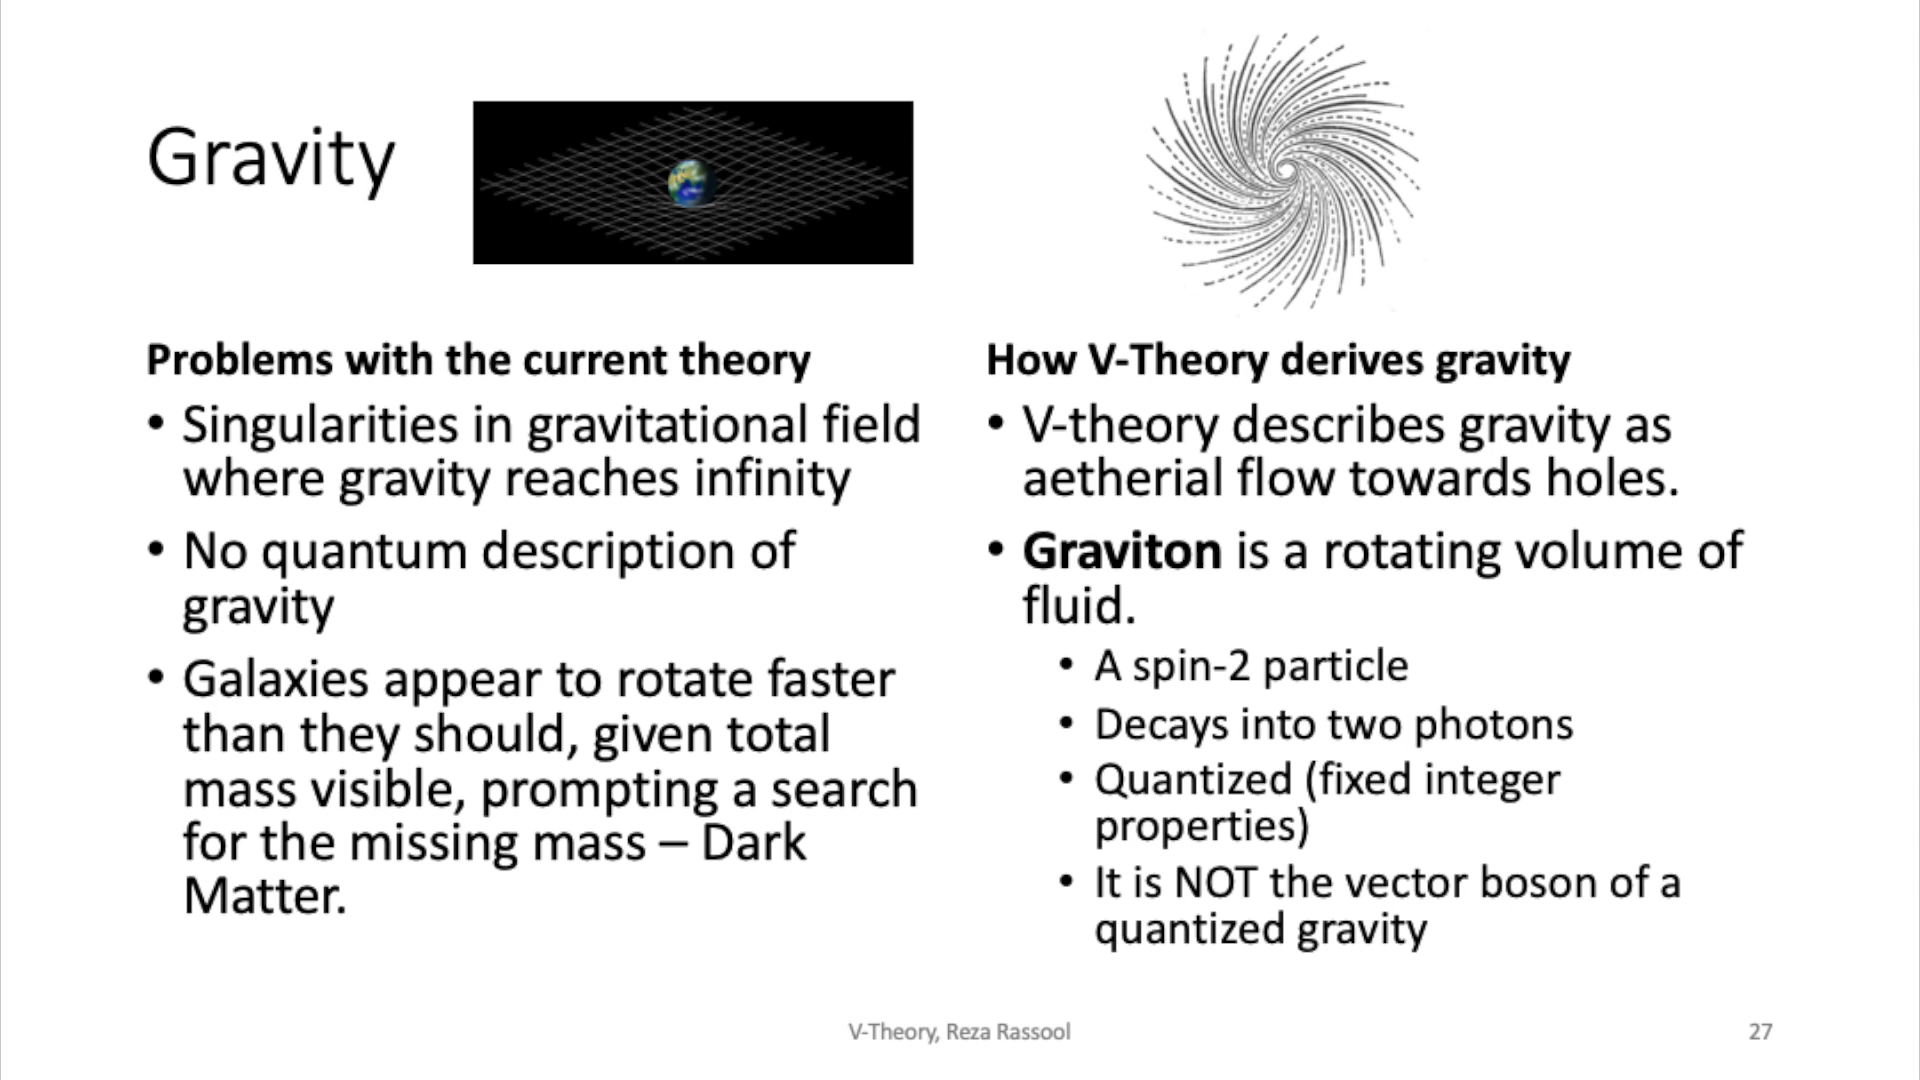 Gravity
Problems with the current theory
• Singularities in gravitational field
where gravity reaches infinity
• No quantum description of
gravity
• Galaxies appear to rotate faster
than they should, given total
mass visible, prompting a search
for the missing mass – Dark
Matter.
How V-Theory derives gravity
• V-theory describes gravity as
aetherial flow towards holes.
• Graviton is a rotating volume of
fluid.
• A spin-2 particle
• Decays into two photons
• Quantized (fixed integer
properties)
• It is NOT the vector boson of a
quantized gravity
V-Theory, Reza Rassool
27